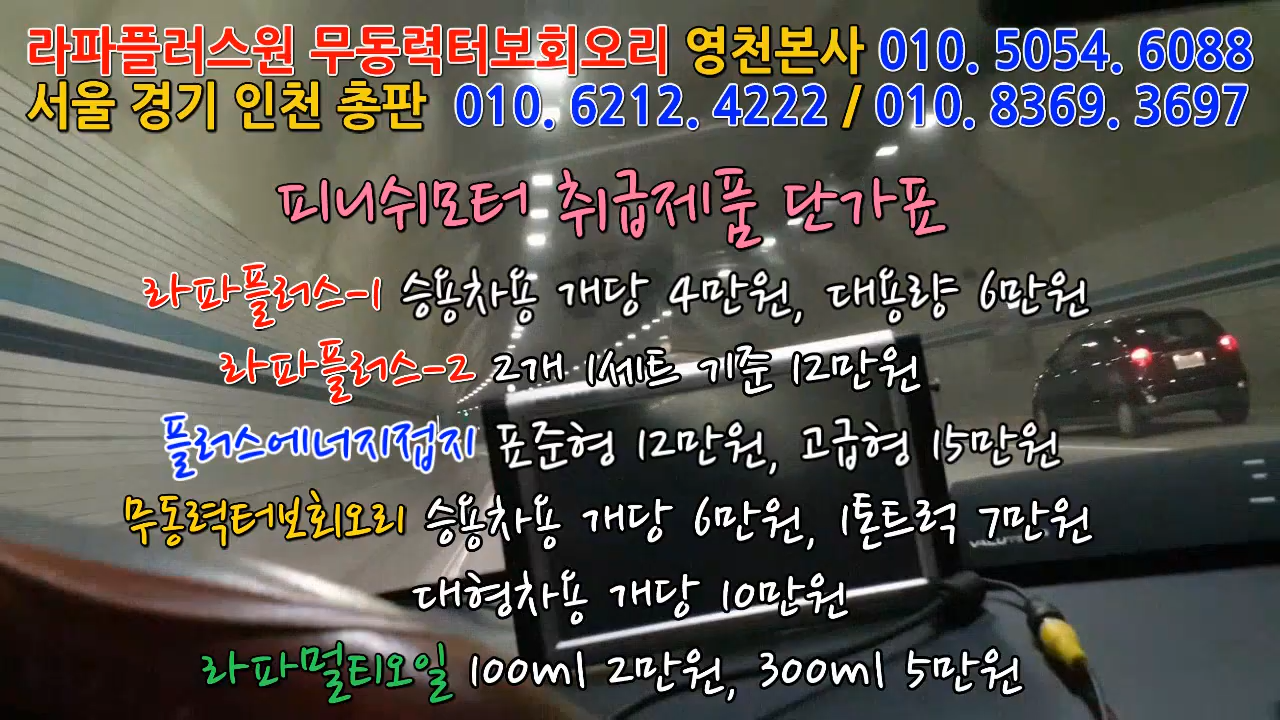 라파플러스원 무동력터보회오리 영천본사 010. 5054. 6088
서울 경기 인천 총판 010. 6212. 4222 / 010. 8369. 3697
피니쉬모터 취급제품 단가표
라파플러스-1 승용차용 개당 4만원, 대용량 6만원
라파플러스-2 2개 1세트 기준 12만원
플러스에너지접지 표준형 12만원, 고급형 15만원
무동력터보회오리 승용차용 개당 6만원, 1톤트럭 7만원
대형차용 개당 10만원
라파멀티오일 100ml 2만원, 300ml 5만원